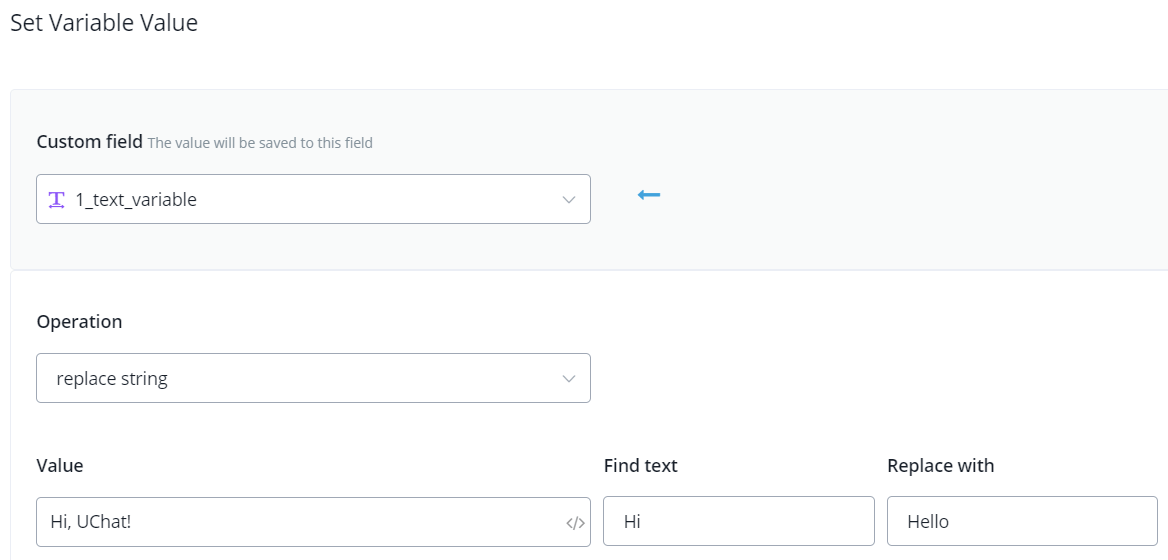 Set Variable Value
Custom field The value will be saved to this field
1_text_variable
Operation
replace string
Value Find text Replace with
Hi, UChat! </> Hi Hello